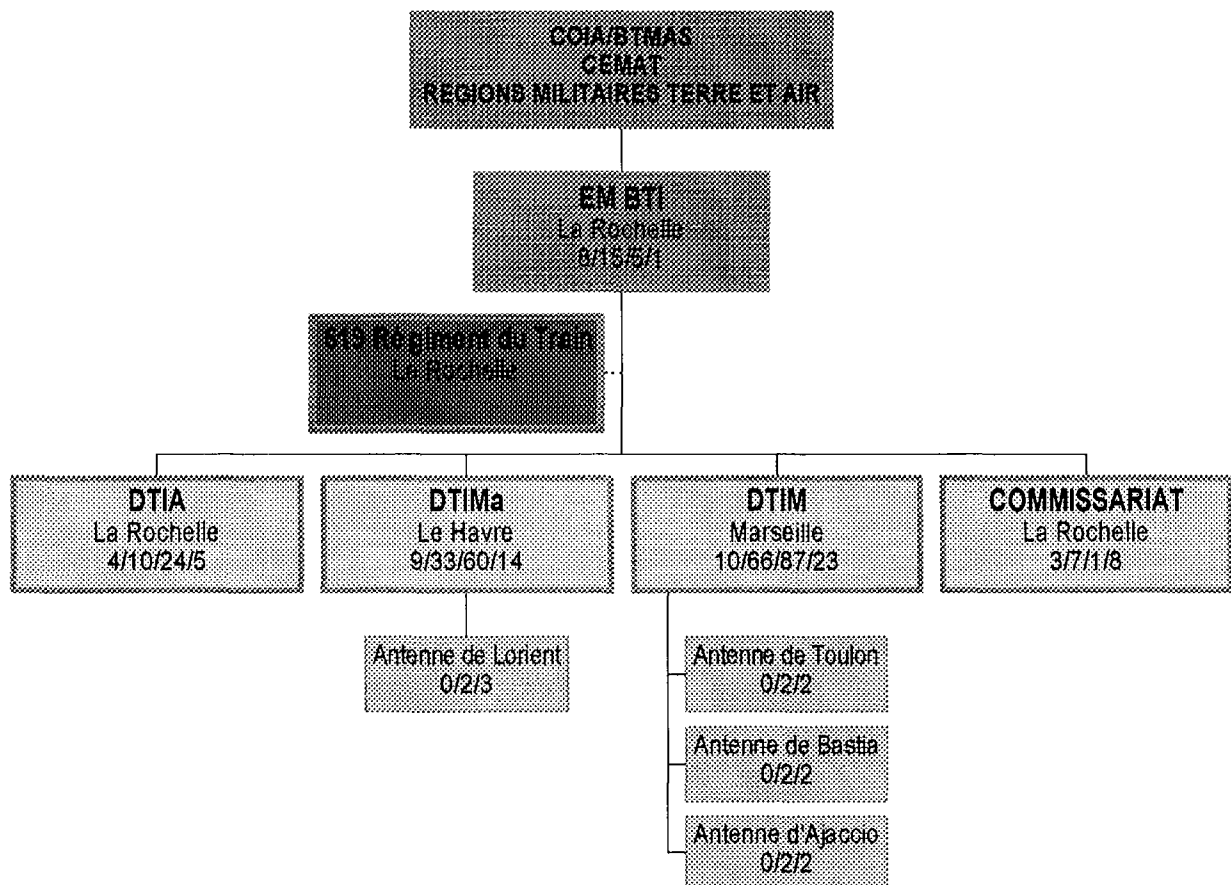 COIA/BTMAS
CEMAT
REGIONS MILITAIRES TERRE ET AIR
EM BTI
La Rochelle
8/15/5/1
519 Régiment du Train
La Rochelle
DTIA
La Rochelle
4/10/24/5
DTIMa
Le Havre
9/33/60/14
DTIM
Marseille
10/66/87/23
COMMISSARIAT
La Rochelle
3/7/1/8
Antenne de Lorient
0/2/3
Antenne de Toulon
0/2/2
Antenne de Bastia
0/2/2
Antenne d'Ajaccio
0/2/2